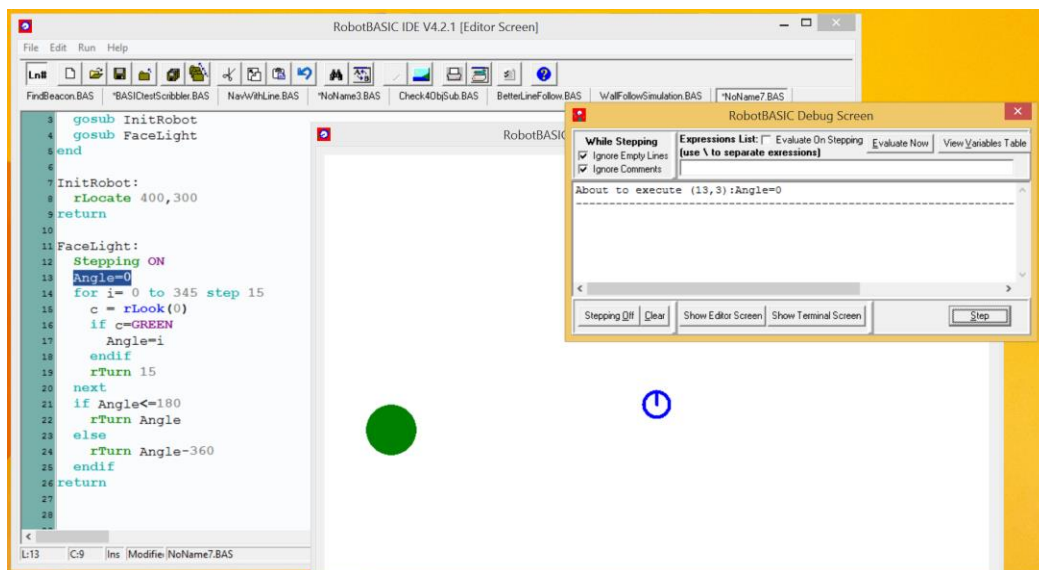 RobotBASIC IDE V4.2.1 [Editor Screen]
File Edit Run Help
Ln#
FindBeacon.BAS *BASICtestScribbler.BAS NavWithLine.BAS *NoName3.BAS Check4ObjSub.BAS BetterLineFollow.BAS WallFollowSimulation.BAS *NoName7.BAS
3 gosub InitRobot
4 gosub FaceLight
5 end
6
7 InitRobot:
8 rLocate 400,300
9 return
10
11 FaceLight:
12 Stepping ON
13 Angle=0
14 for i= 0 to 345 step 15
15 c = rLook(0)
16 if c=GREEN
17 Angle=i
18 endif
19 rTurn 15
20 next
21 if Angle<=180
22 rTurn Angle
23 else
24 rTurn Angle-360
25 endif
26 return
27
28
L:13 C:9 Ins Modifie NoName7.BAS
RobotBASIC
RobotBASIC Debug Screen
While Stepping
Ignore Empty Lines
Ignore Comments
Expressions List: Evaluate On Stepping
(use \ to separate exressions)
Evaluate Now
View Variables Table
About to execute (13,3):Angle=0
--------------------------------------------------------------------------------
Stepping Off Clear Show Editor Screen Show Terminal Screen Step